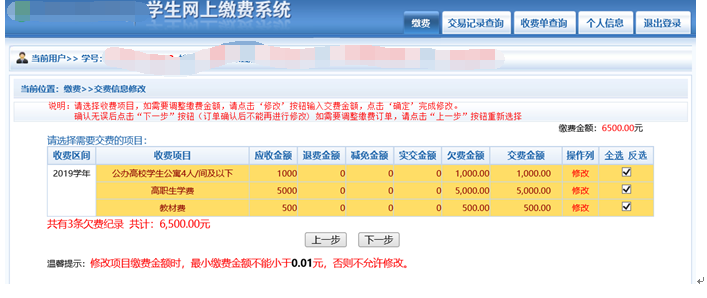 学生网上缴费系统
缴费 交易记录查询 收费单查询 个人信息 退出登录
当前用户>> 学号:
当前位置: 缴费>>交费信息修改
说明: 请选择收费项目, 如需要调整缴费金额, 请点击‘修改’按钮输入交费金额, 点击‘确定’完成修改。
确认无误后点击“下一步”按钮 (订单确认后不能再进行修改) 如需要调整缴费订单, 请点击“上一步”按钮重新选择
缴费金额: 6500.00元
请选择需要交费的项目:
收费区间 收费项目 应收金额 退费金额 减免金额 实交金额 欠费金额 交费金额 操作列 全选 反选
2019学年 公办高校学生公寓4人/间及以下 1000 0 0 0 1,000.00 1,000.00 修改
高职生学费 5000 0 0 0 5,000.00 5,000.00 修改
教材费 500 0 0 0 500.00 500.00 修改
共有3条欠费纪录 共计: 6,500.00元
上一步 下一步
温馨提示: 修改项目缴费金额时, 最小缴费金额不能小于0.01元, 否则不允许修改。